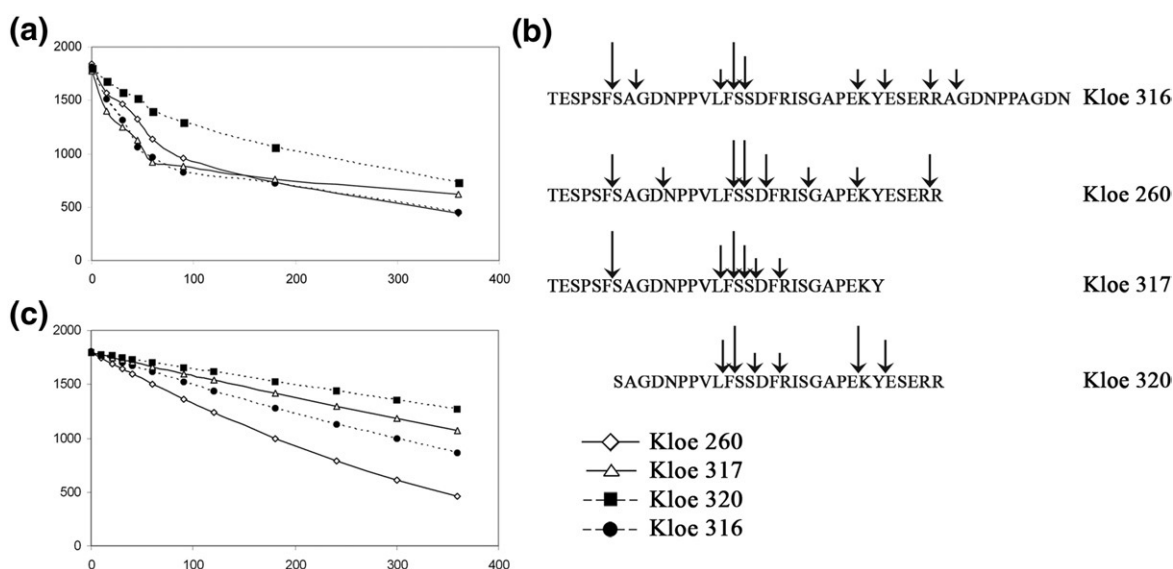 (a)
2000
1500
1000
500
0
0 100 200 300 400
(b)
TESPSFSAGDNPPVLFSSDFRISGAPEKYESERRAGDNPPAGDN Kloe 316
TESPSFSAGDNPPVLFSSDFRISGAPEKYESERR Kloe 260
TESPSFSAGDNPPVLFSSDFRISGAPEKY Kloe 317
SAGDNPPVLFSSDFRISGAPEKYESERR Kloe 320
Kloe 260
Kloe 317
Kloe 320
Kloe 316
(c)
2000
1500
1000
500
0
0 100 200 300 400